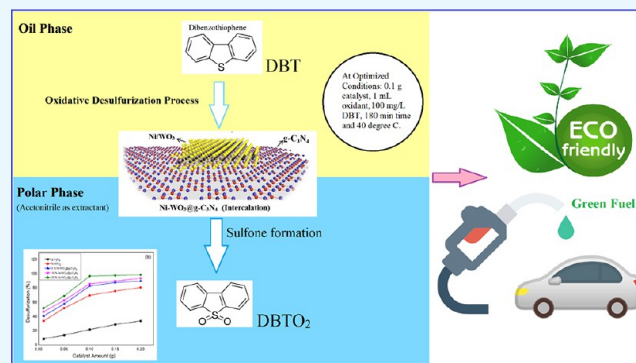 Oil Phase
Dibenzothiophene
S
DBT
Oxidative Desulfurization Process
At Optimized
Conditions: 0.1 g
catalyst, 1 mL
oxidant, 100 mg/L
DBT, 180 min time
and 40 degree C.
Ni/WO₃
g-C₃N₄
Polar Phase
(Acetonitrile as extractant)
Ni-WO₃@g-C₃N₄ (Intercalation)
Sulfone formation
Desulfurization (%)
Catalyst Amount (g)
O S O
DBTO₂
ECO
friendly
Green Fuel